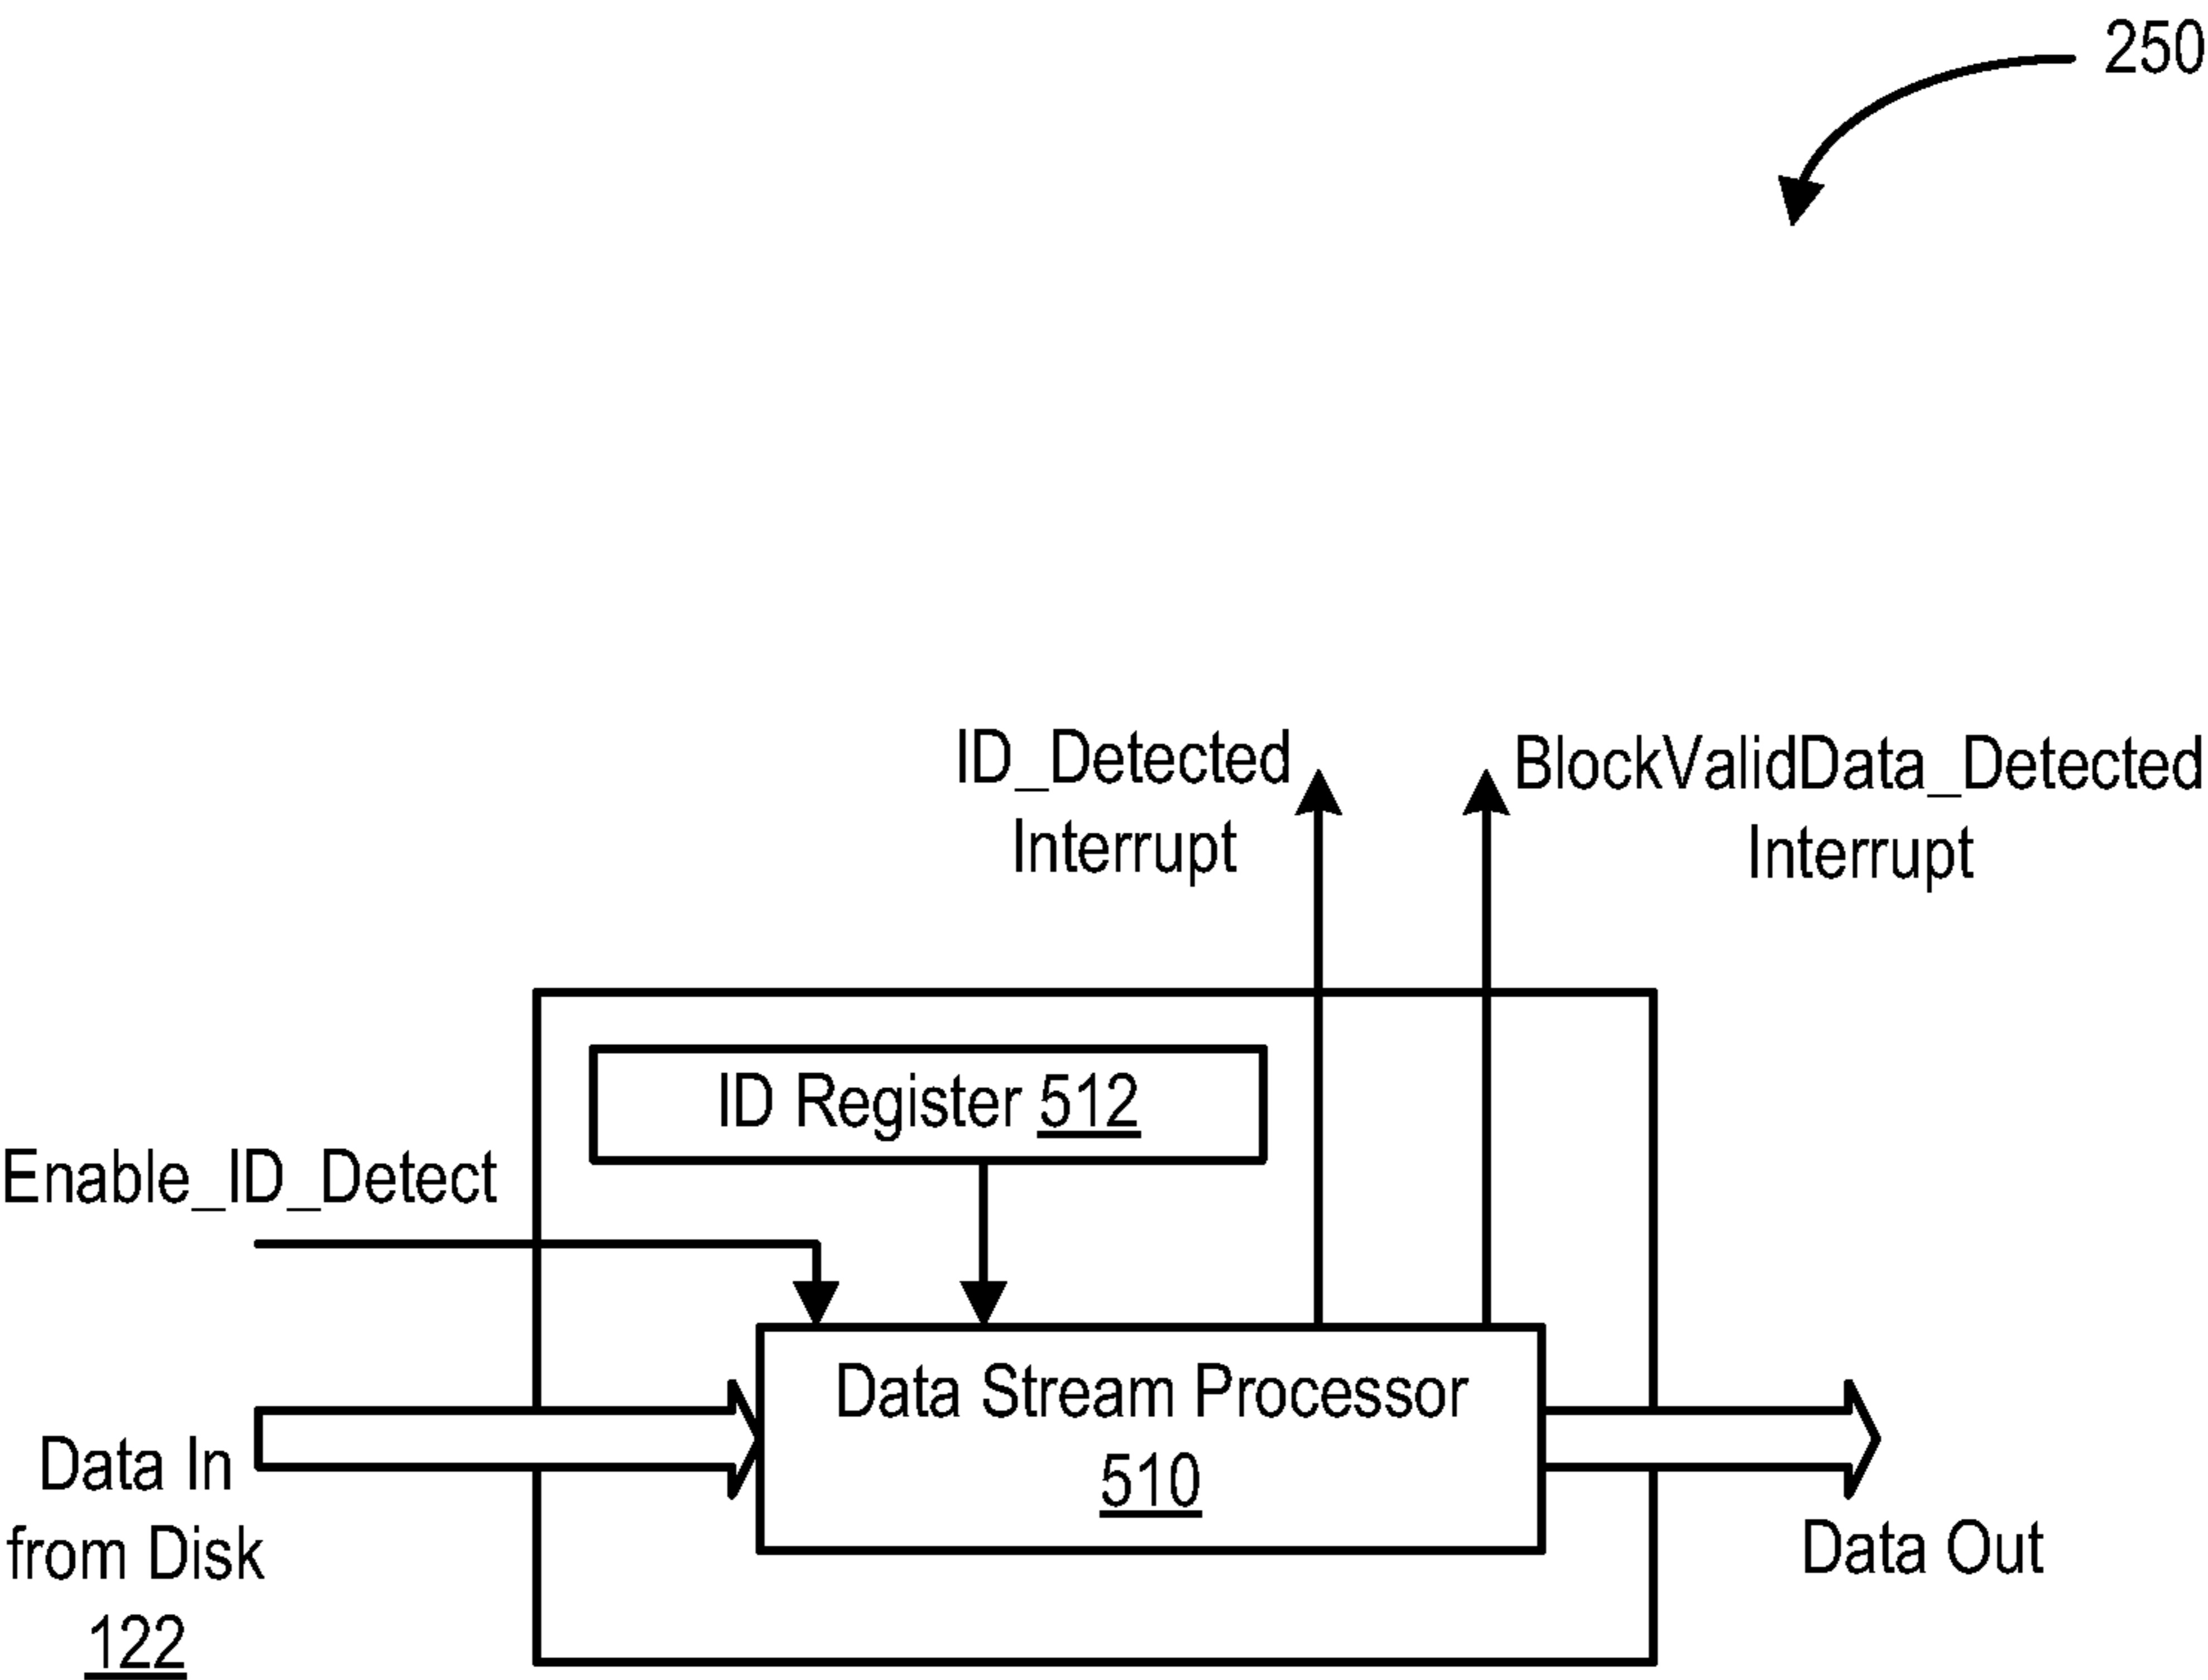 250
ID_Detected
Interrupt
BlockValidData_Detected
Interrupt
ID Register 512
Enable_ID_Detect
Data Stream Processor
510
Data In
from Disk
122
Data Out